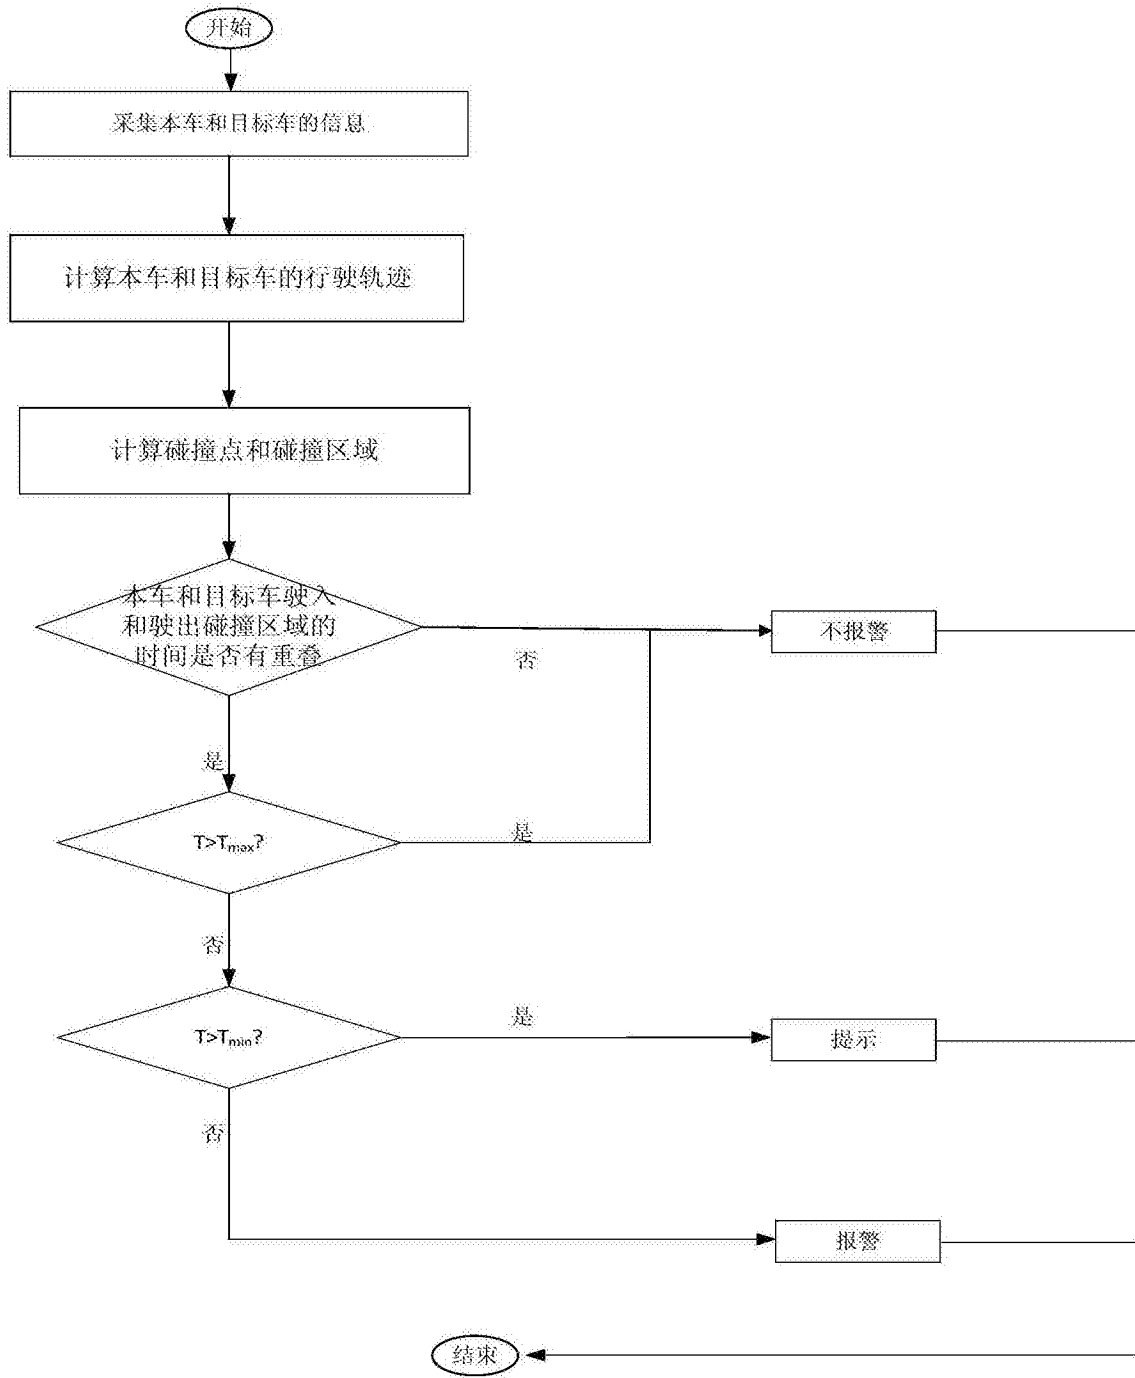 开始
采集本车和目标车的信息
计算本车和目标车的行驶轨迹
计算碰撞点和碰撞区域
本车和目标车驶入
和驶出碰撞区域的
时间是否有重叠
否
不报警
是
T>Tmax?
是
否
T>Tmin?
是
提示
否
报警
结束